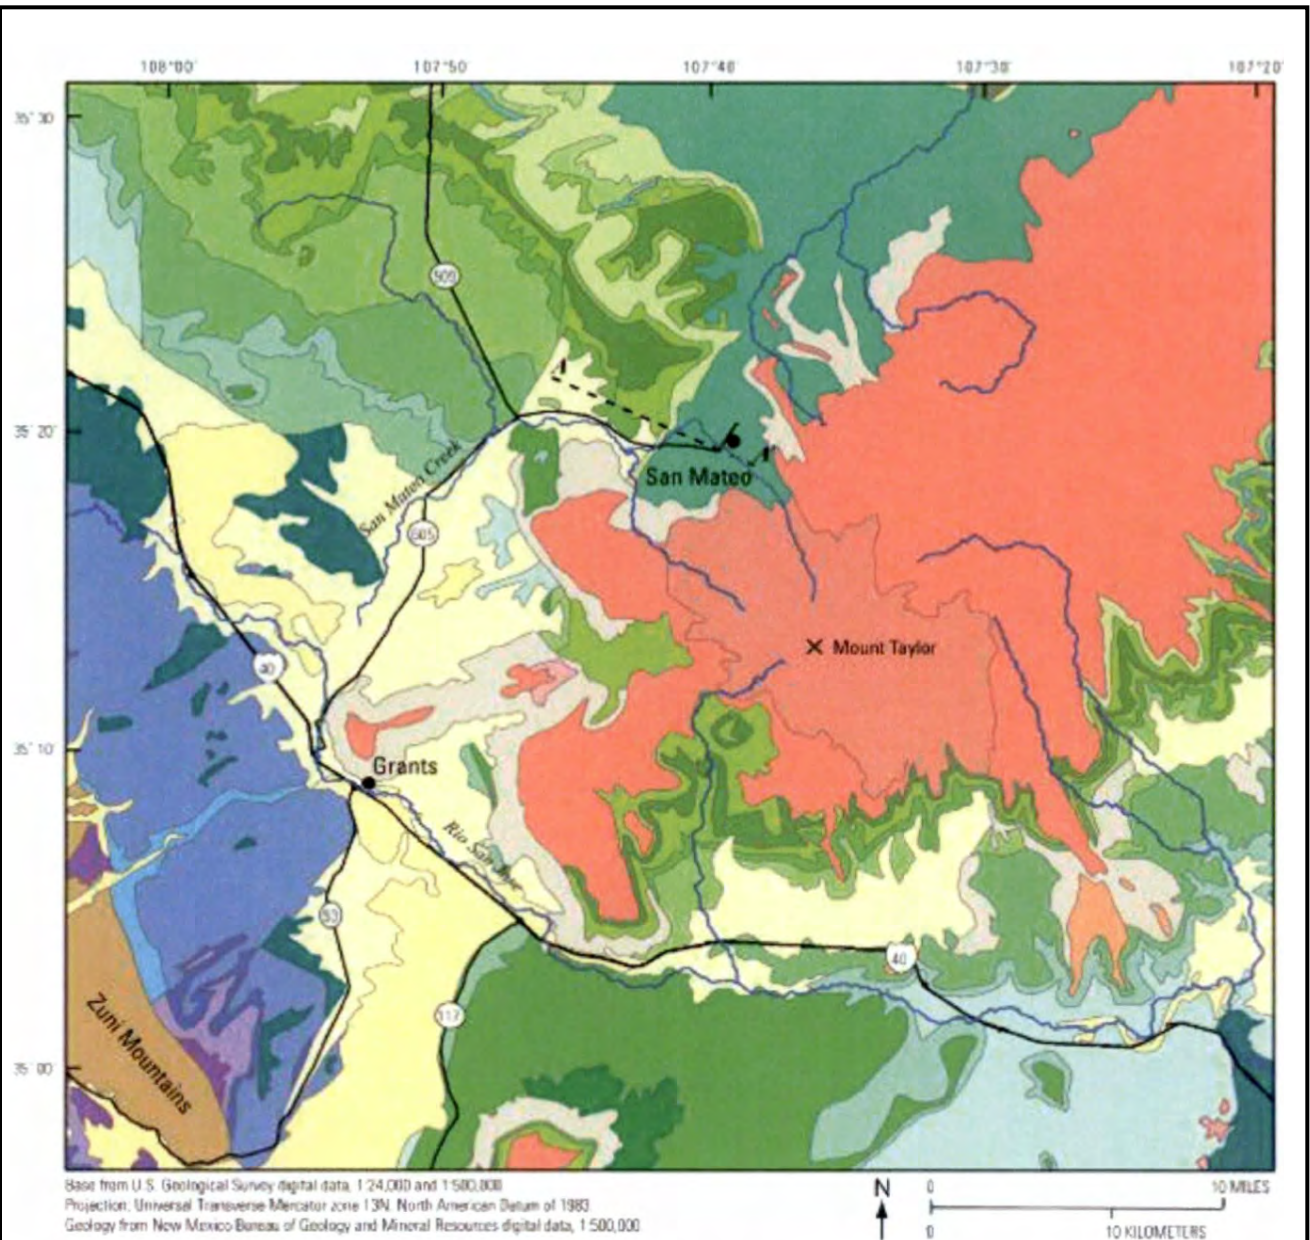 108°00' 107°50' 107°40' 107°30' 107°20'
35°30'
509
35°20'
San Mateo
San Mateo Creek
605
Mount Taylor
40
35°10'
Grants
Rio San Jose
53
40
117
Zuni Mountains
35°00'
Base from U.S. Geological Survey digital data, 1:24,000 and 1:500,000
Projection: Universal Transverse Mercator zone 13N, North American Datum of 1983
Geology from New Mexico Bureau of Geology and Mineral Resources digital data, 1:500,000
N
0 10 MILES
0 10 KILOMETERS